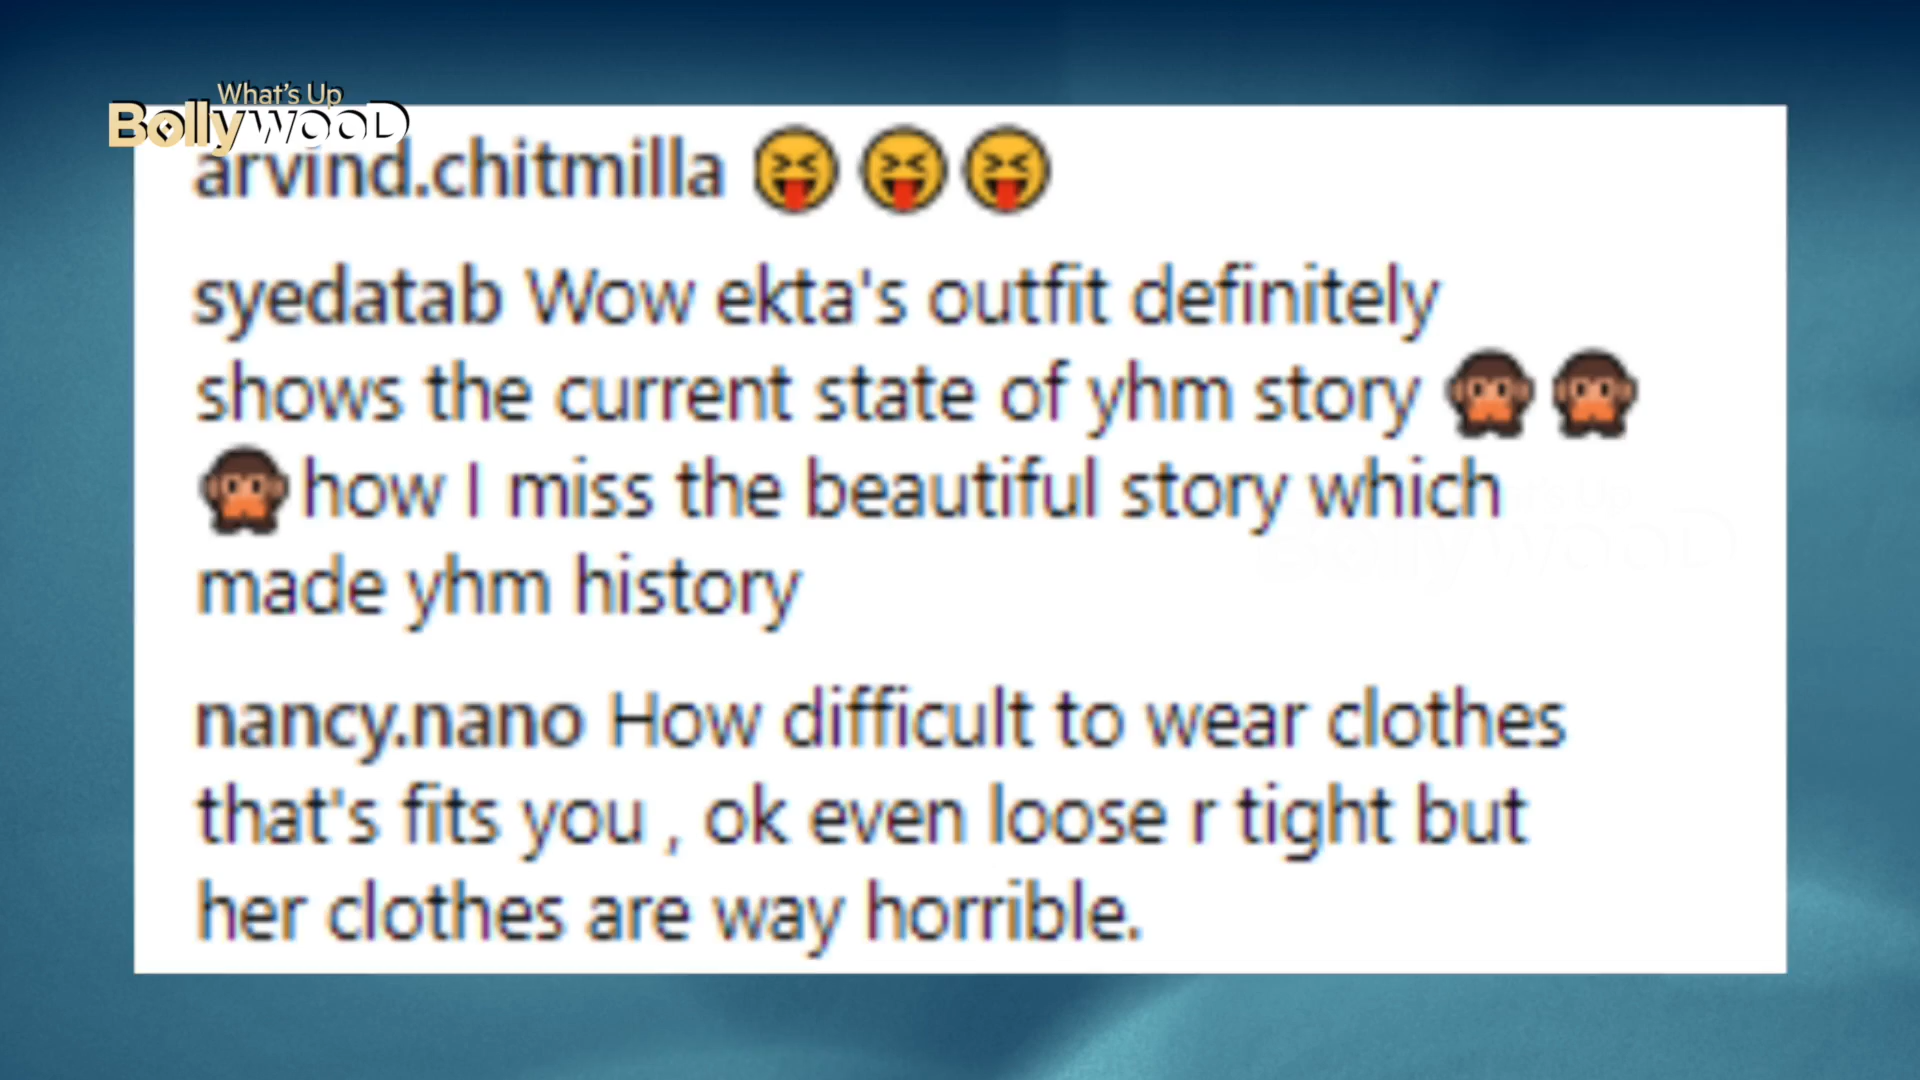 What's Up
Bollywood
arvind.chitmilla 😝😝😝
syedatab Wow ekta's outfit definitely
shows the current state of yhm story 🙊🙊
🙊how I miss the beautiful story which
made yhm history
nancy.nano How difficult to wear clothes
that's fits you , ok even loose r tight but
her clothes are way horrible.